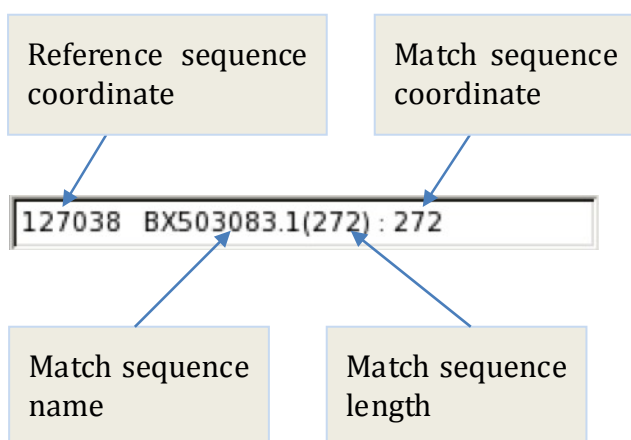 Reference sequence
coordinate
Match sequence
coordinate
127038 BX503083.1(272) : 272
Match sequence
name
Match sequence
length